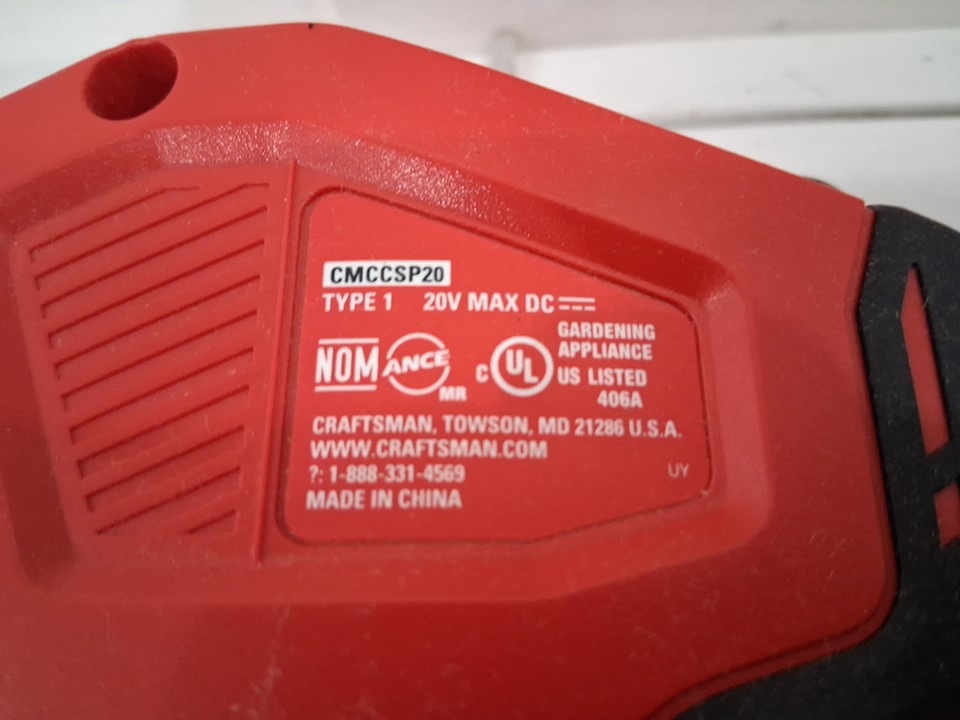 CMCCSP20
TYPE 1 20V MAX DC
NOM ANCE MR
C UL US LISTED
GARDENING
APPLIANCE
406A
CRAFTSMAN, TOWSON, MD 21286 U.S.A.
WWW.CRAFTSMAN.COM
?: 1-888-331-4569
UY
MADE IN CHINA